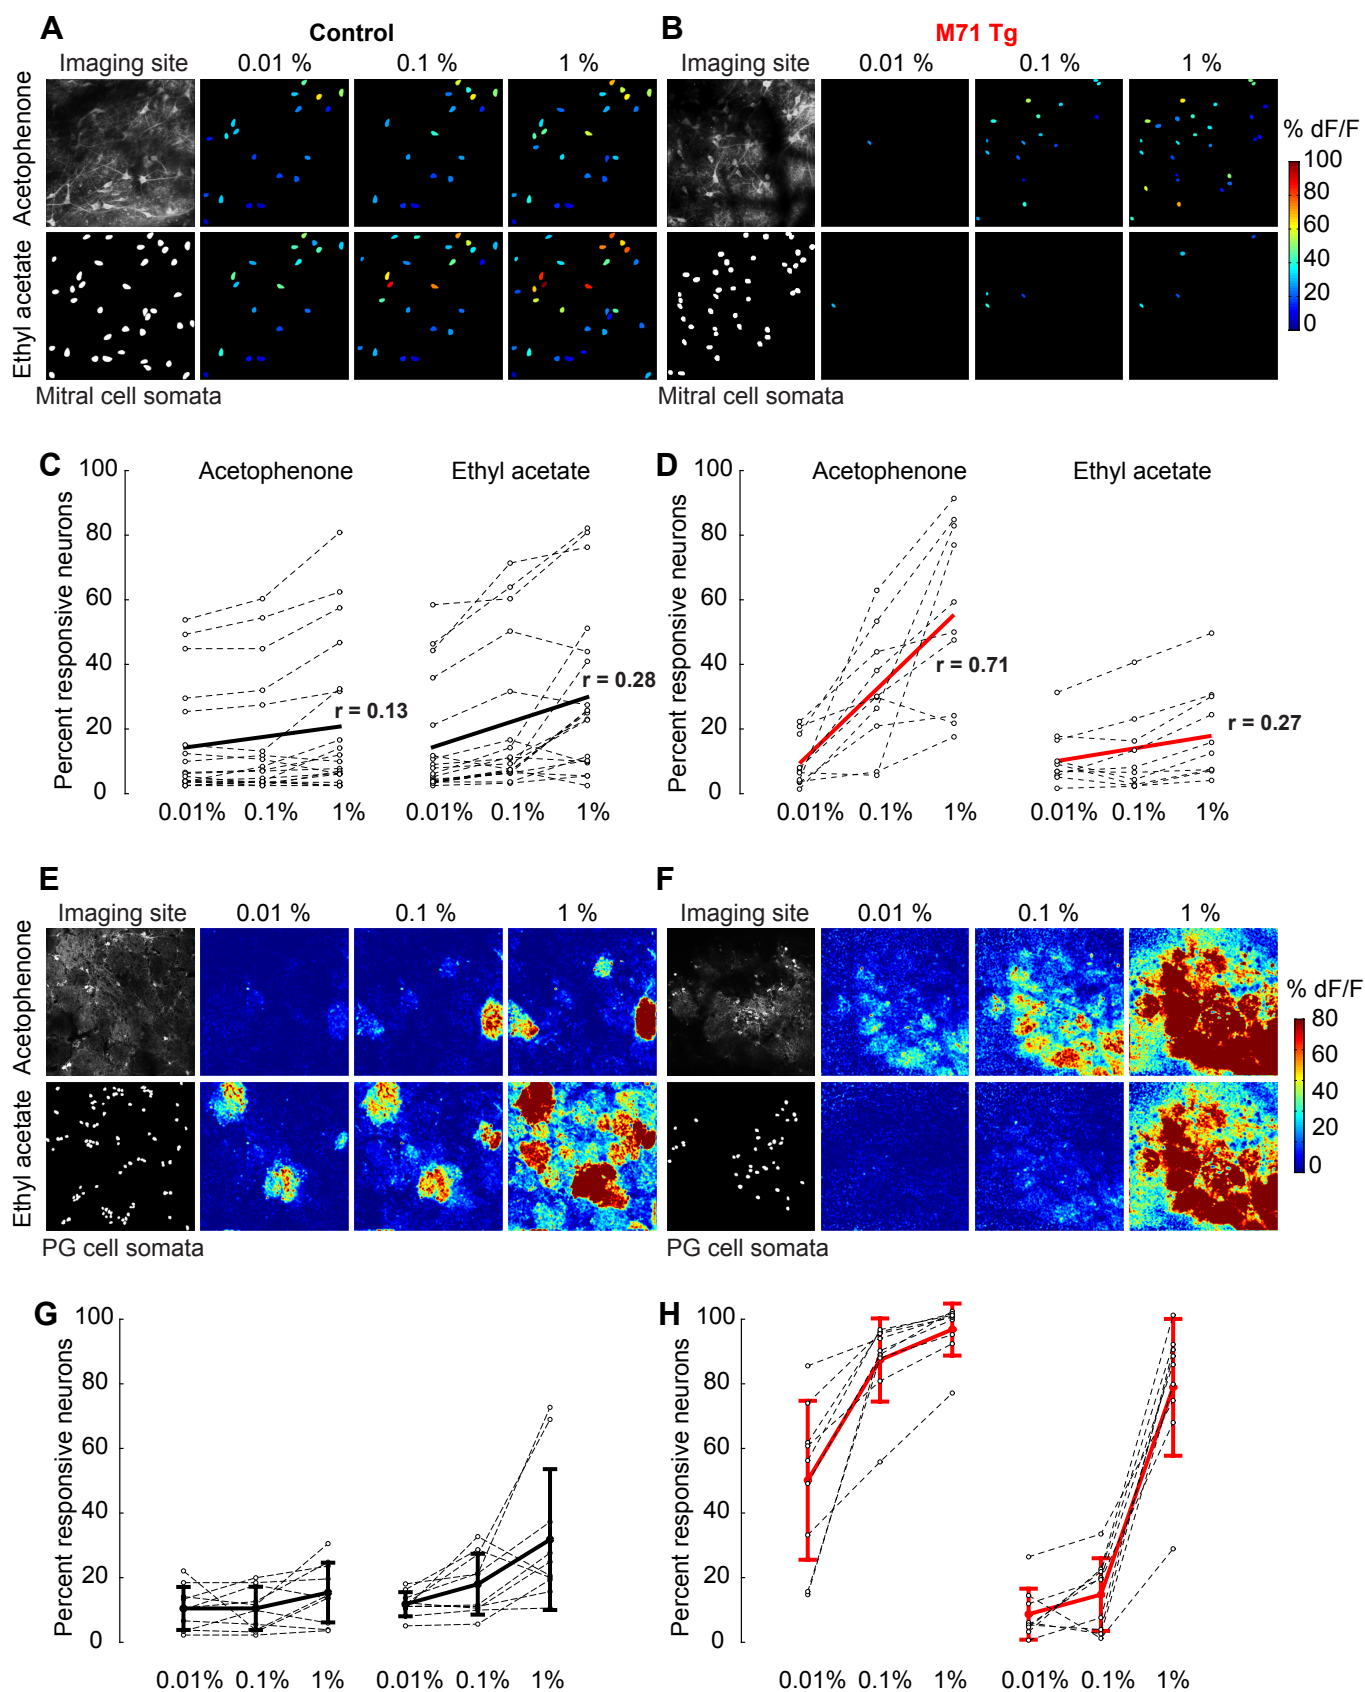 A
Control
Imaging site 0.01 % 0.1 % 1 %
Acetophenone
Ethyl acetate
Mitral cell somata
B
M71 Tg
Imaging site 0.01 % 0.1 % 1 %
Mitral cell somata
% dF/F
100
80
60
40
20
0
C
Percent responsive neurons
100
80
60
40
20
0
Acetophenone Ethyl acetate
r = 0.13
r = 0.28
0.01% 0.1% 1% 0.01% 0.1% 1%
D
Percent responsive neurons
100
80
60
40
20
0
Acetophenone Ethyl acetate
r = 0.71
r = 0.27
0.01% 0.1% 1% 0.01% 0.1% 1%
E
Imaging site 0.01 % 0.1 % 1 %
Acetophenone
Ethyl acetate
PG cell somata
F
Imaging site 0.01 % 0.1 % 1 %
PG cell somata
% dF/F
80
60
40
20
0
G
Percent responsive neurons
100
80
60
40
20
0
0.01% 0.1% 1% 0.01% 0.1% 1%
H
Percent responsive neurons
100
80
60
40
20
0
0.01% 0.1% 1% 0.01% 0.1% 1%